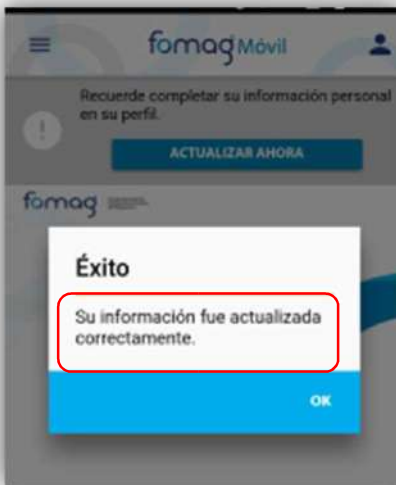 fomag Móvil
Recuerde completar su información personal
en su perfil.
ACTUALIZAR AHORA
fomag
Éxito
Su información fue actualizada
correctamente.
OK